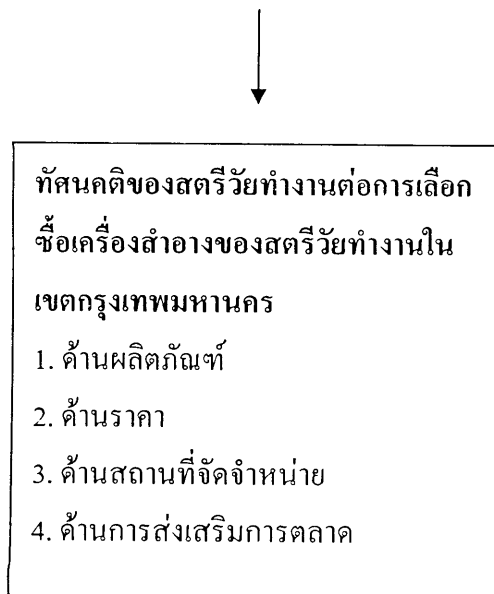 ทัศนคติของสตรีวัยทำงานต่อการเลือก
ซื้อเครื่องสำอางของสตรีวัยทำงานใน
เขตกรุงเทพมหานคร
1. ด้านผลิตภัณฑ์
2. ด้านราคา
3. ด้านสถานที่จัดจำหน่าย
4. ด้านการส่งเสริมการตลาด